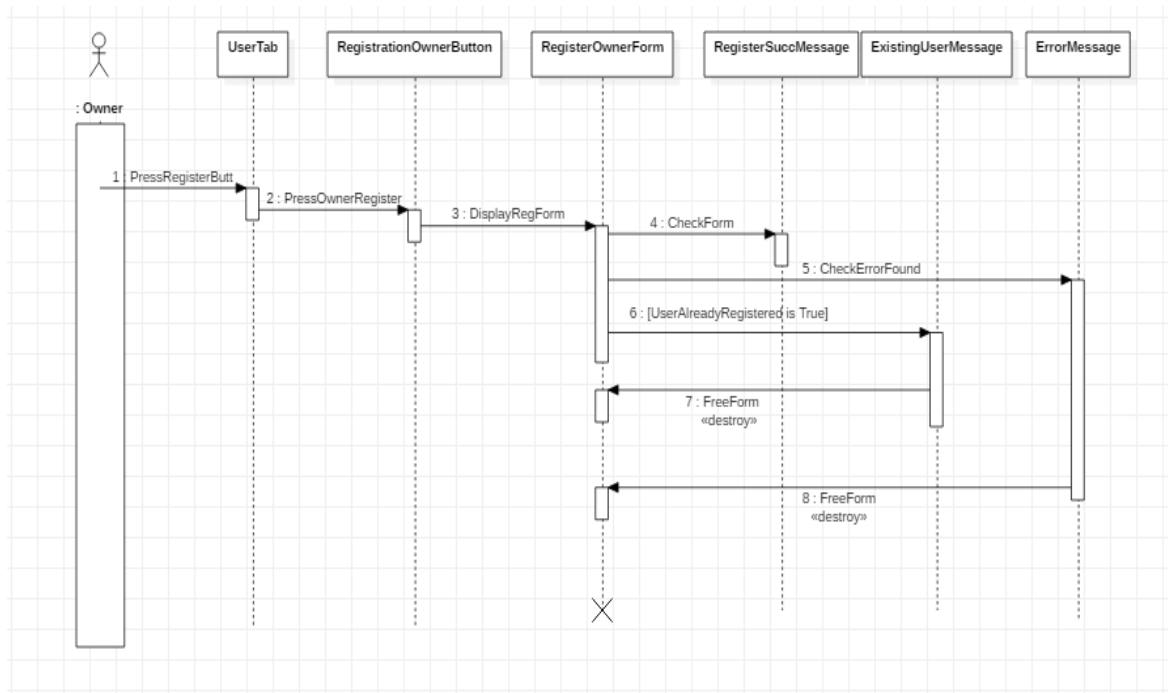 UserTab
RegistrationOwnerButton
RegisterOwnerForm
RegisterSuccMessage
ExistingUserMessage
ErrorMessage
: Owner
1 : PressRegisterButt
2 : PressOwnerRegister
3 : DisplayRegForm
4 : CheckForm
5 : CheckErrorFound
6 : [UserAlreadyRegistered is True]
7 : FreeForm
«destroy»
8 : FreeForm
«destroy»